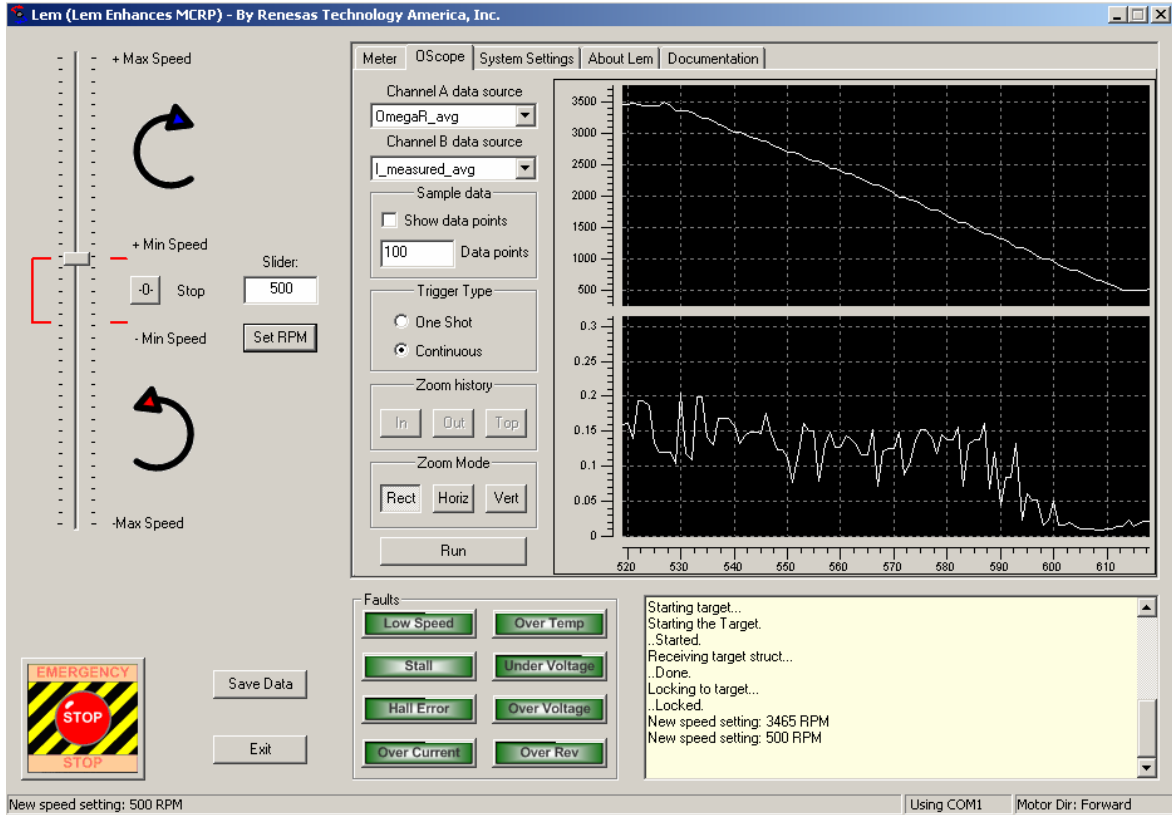 Lem (Lem Enhances MCRP) - By Renesas Technology America, Inc.
+ Max Speed
+ Min Speed
-0-
Stop
Slider:
500
- Min Speed
Set RPM
-Max Speed
Meter
OScope
System Settings
About Lem
Documentation
Channel A data source
OmegaR_avg
Channel B data source
I_measured_avg
Sample data
Show data points
100
Data points
Trigger Type
One Shot
Continuous
Zoom history
In
Out
Top
Zoom Mode
Rect
Horiz
Vert
Run
3500
3000
2500
2000
1500
1000
500
0.3
0.25
0.2
0.15
0.1
0.05
0
520 530 540 550 560 570 580 590 600 610
EMERGENCY
STOP
STOP
Save Data
Exit
Faults
Low Speed
Over Temp
Stall
Under Voltage
Hall Error
Over Voltage
Over Current
Over Rev
Starting target...
Starting the Target.
..Started.
Receiving target struct...
..Done.
Locking to target...
..Locked.
New speed setting: 3465 RPM
New speed setting: 500 RPM
New speed setting: 500 RPM
Using COM1
Motor Dir: Forward